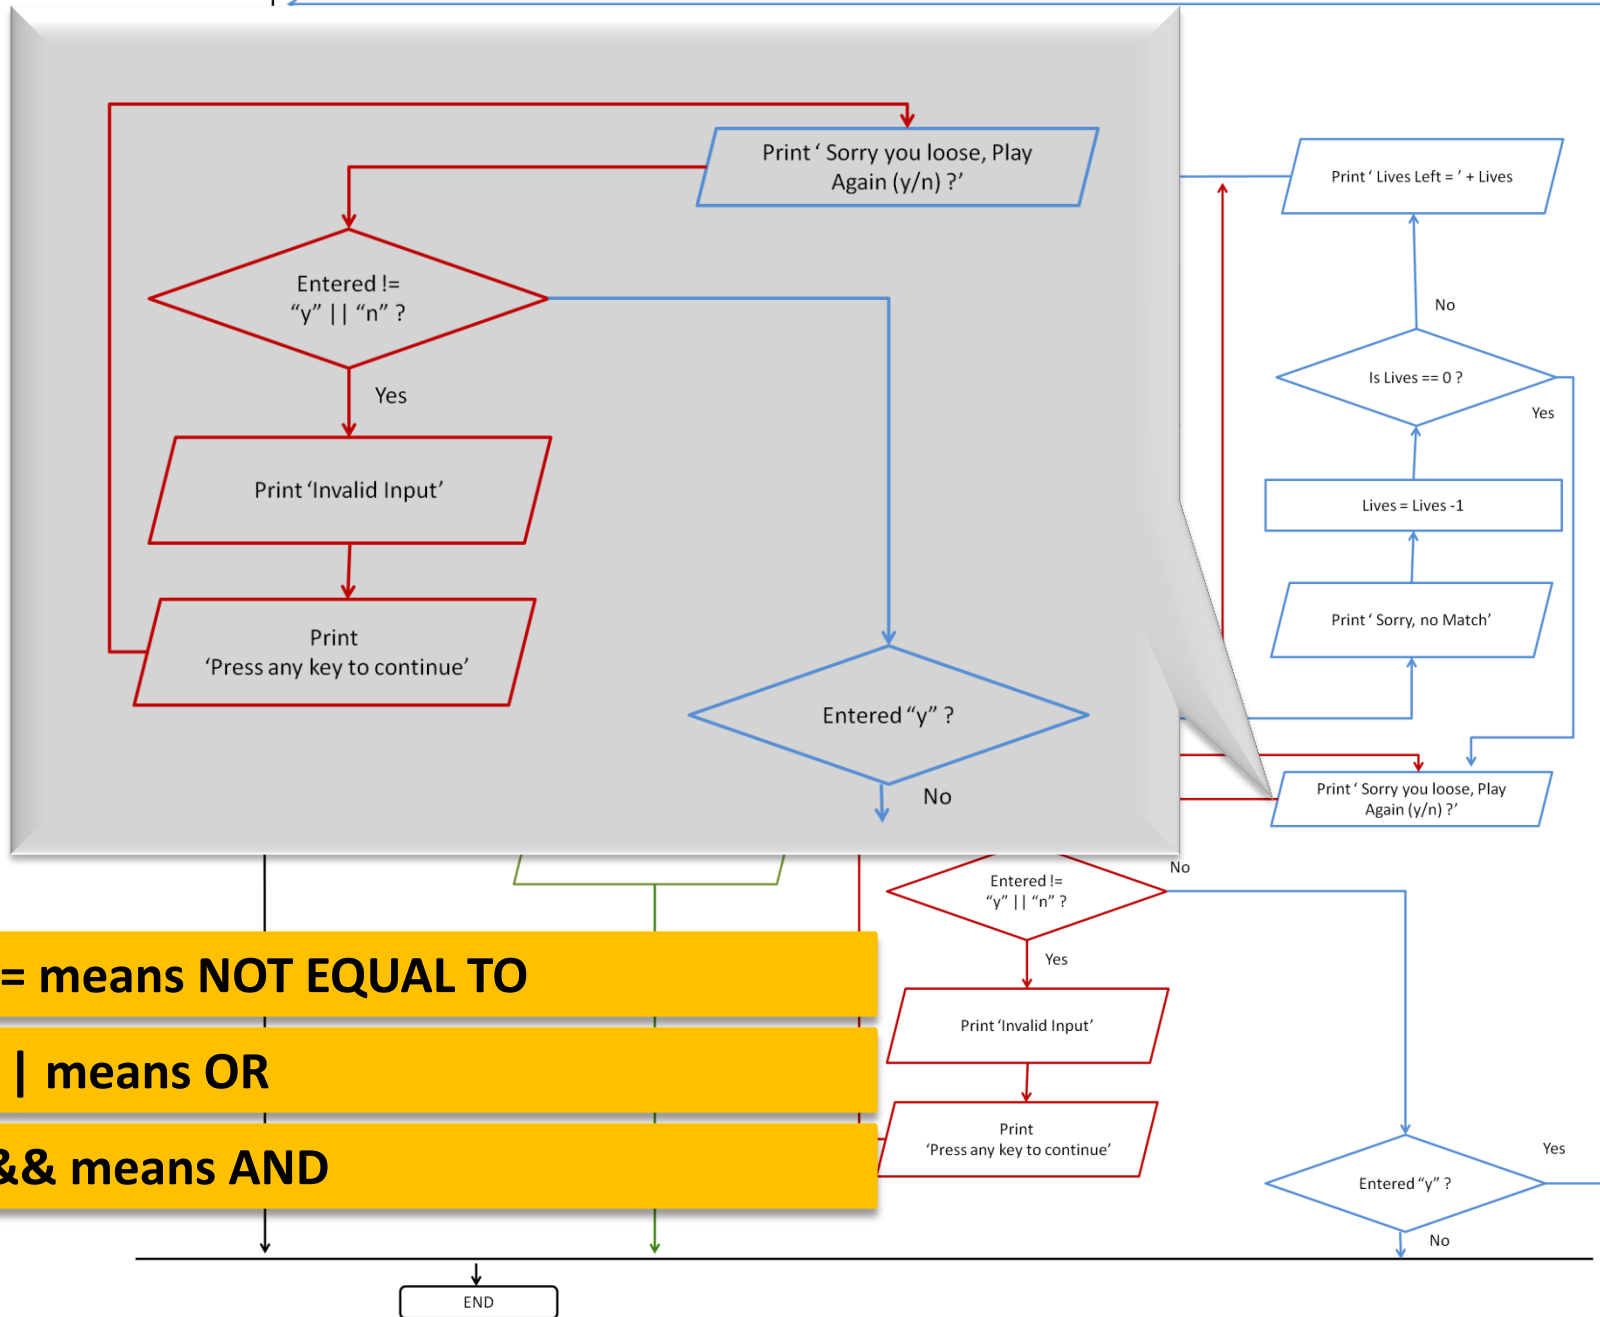 Print ‘ Sorry you loose, Play
Again (y/n) ?’
Entered !=
“y” || “n” ?
Yes
Print ‘Invalid Input’
Print
‘Press any key to continue’
Entered “y” ?
No
Print ‘ Lives Left = ’ + Lives
No
Is Lives == 0 ?
Yes
Lives = Lives -1
Print ‘ Sorry, no Match’
Print ‘ Sorry you loose, Play
Again (y/n) ?’
No
Entered !=
“y” || “n” ?
Yes
Print ‘Invalid Input’
Print
‘Press any key to continue’
Entered “y” ?
Yes
No
= means NOT EQUAL TO
| means OR
&& means AND
END